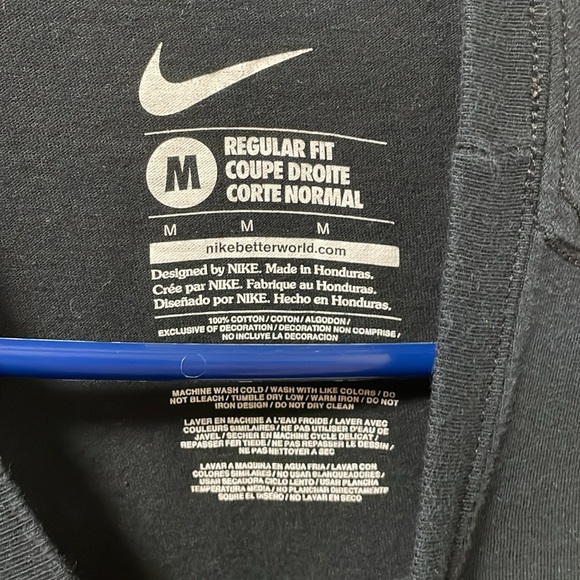 M
REGULAR FIT
COUPE DROITE
CORTE NORMAL
M M M
nikebetterworld.com
Designed by NIKE. Made in Honduras.
Crée par NIKE. Fabrique au Honduras.
Diseñado por NIKE. Hecho en Honduras.
100% COTTON / COTON / ALGODON /
EXCLUSIVE OF DECORATION / DECORATION NON COMPRISE /
NO INCLUYE LA DECORACION
MACHINE WASH COLD / WASH WITH LIKE COLORS / DO
NOT BLEACH / TUMBLE DRY LOW / WARM IRON / DO NOT
IRON DESIGN / DO NOT DRY CLEAN
LAVER EN MACHINE A L'EAU FROIDE / LAVER AVEC
COULEURS SIMILAIRES / NE PAS UTILISER D'EAU DE
JAVEL / SECHER EN MACHINE CYCLE DELICAT /
REPASSER FER TIEDE / NE PAS REPASSER LE DESSIN /
NE PAS NETTOYER A SEC
LAVAR A MAQUINA EN AGUA FRIA / LAVAR CON
COLORES SIMILARES / NO USAR BLANQUEADORES /
USAR SECADORA CICLO LENTO / USAR PLANCHA
TEMPERATURA MEDIA / NO PLANCHAR DIRECTAMENTE
SOBRE EL DISEÑO / NO LAVAR EN SECO